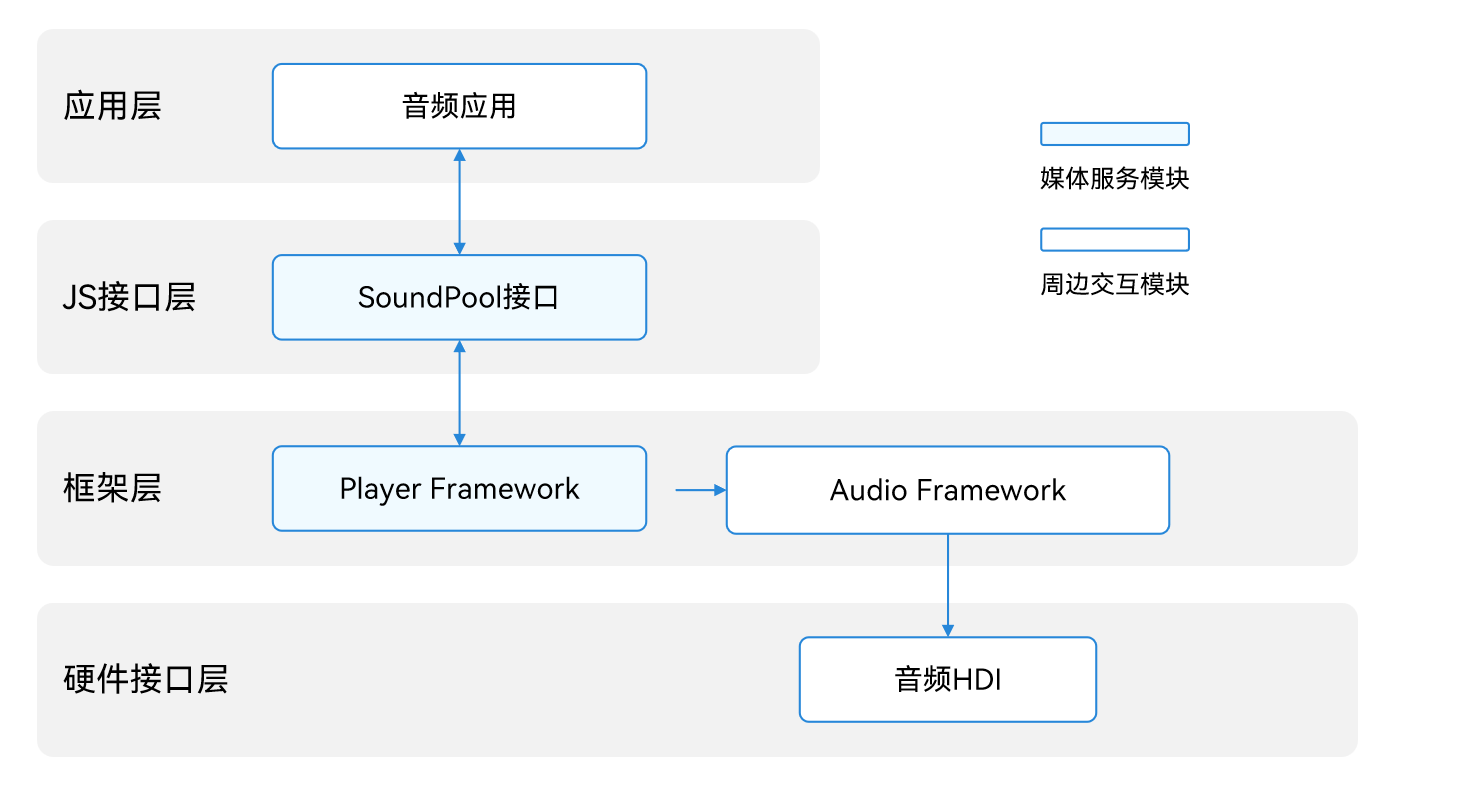 应用层
音频应用
媒体服务模块
周边交互模块
JS接口层
SoundPool接口
框架层
Player Framework
Audio Framework
硬件接口层
音频HDI